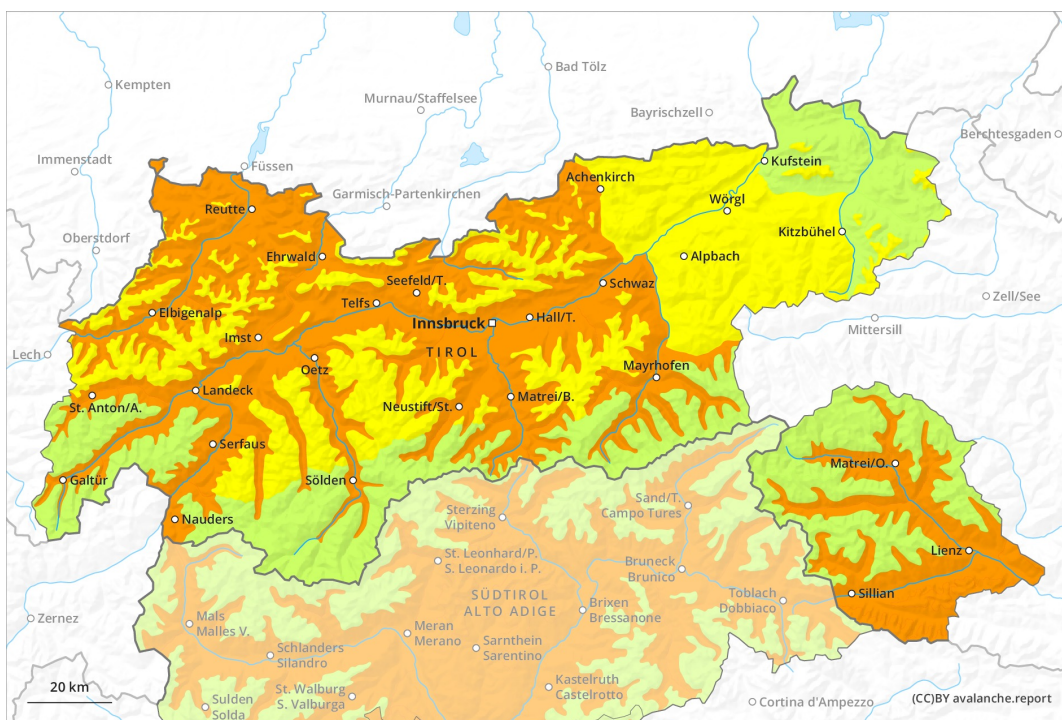 Kempten
Bad Tölz
Murnau/Staffelsee
Bayrischzell
Berchtesgaden
Immenstadt
Füssen
Kufstein
Achenkirch
Garmisch-Partenkirchen
Reutte
Wörgl
Oberstdorf
Kitzbühel
Ehrwald
Alpbach
Seefeld/T.
Schwaz
Zell/See
Telfs
Elbigenalp
Innsbruck
Hall/T.
Mittersill
Imst
Lech
TIROL
Oetz
Mayrhofen
Landeck
Matrei/B.
St. Anton/A.
Neustift/St.
Serfaus
Matrei/O.
Galtür
Sölden
Sand/T.
Campo Tures
Sterzing
Vipiteno
Nauders
Lienz
St. Leonhard/P.
S. Leonardo i. P.
Bruneck
Brunico
Sillian
SÜDTIROL
ALTO ADIGE
Toblach
Dobbiaco
Brixen
Bressanone
Zernez
Mals
Malles V.
Meran
Merano
Sarnthein
Sarentino
Schlanders
Silandro
Kastelruth
Castelrotto
20 km
St. Walburg
S. Valburga
Sulden
Solda
Cortina d'Ampezzo
(CC)BY avalanche.report